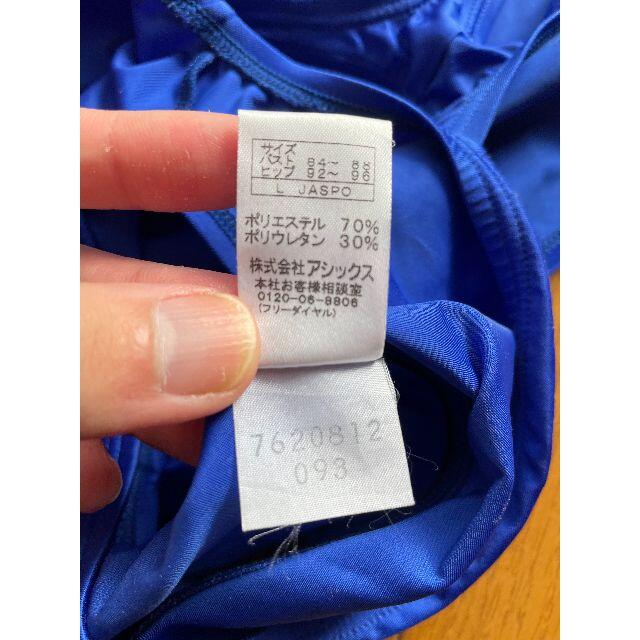 サイズ
バスト 84〜 88
ヒップ 92〜 96
L JASPO
ポリエステル 70%
ポリウレタン 30%
株式会社アシックス
本社お客様相談室
0120-06-8806
(フリーダイヤル)
7620812
093